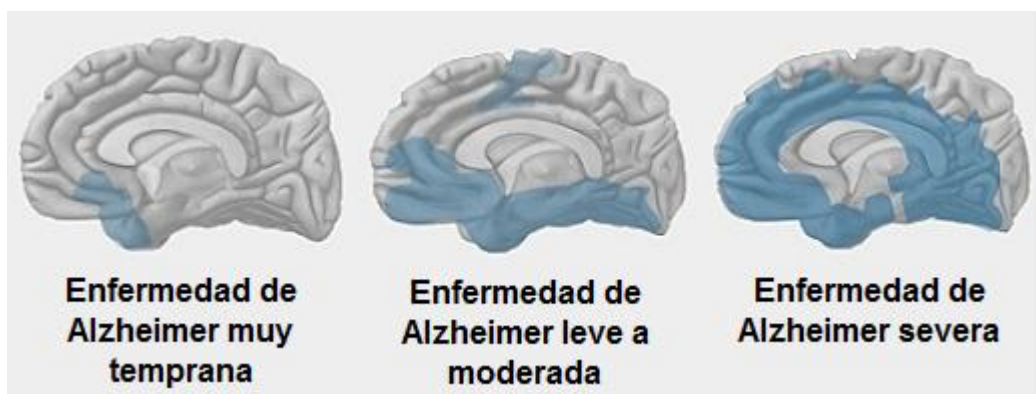 Enfermedad de
Alzheimer muy
temprana
Enfermedad de
Alzheimer leve a
moderada
Enfermedad de
Alzheimer severa